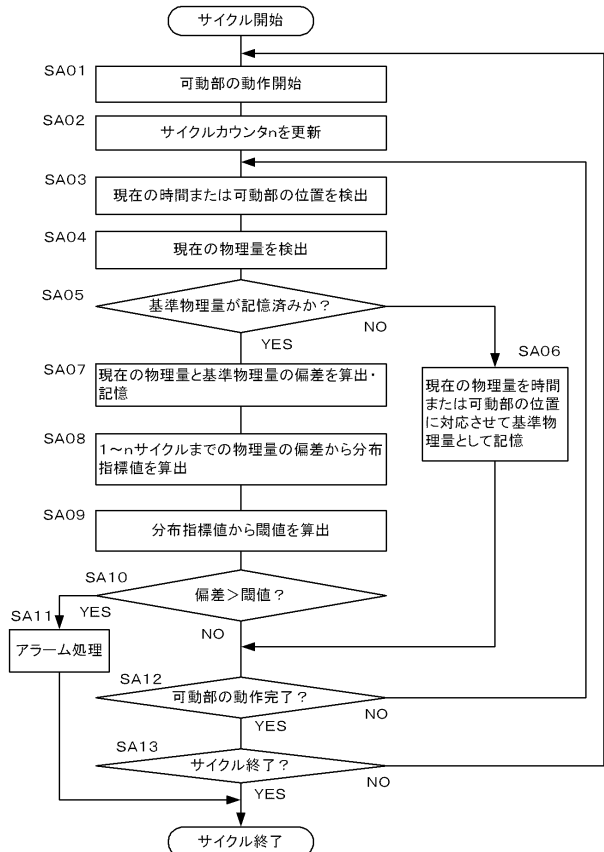 サイクル開始
SA01
可動部の動作開始
SA02
サイクルカウンタnを更新
SA03
現在の時間または可動部の位置を検出
SA04
現在の物理量を検出
SA05
基準物理量が記憶済みか？
NO
YES
SA06
現在の物理量を時間
または可動部の位置
に対応させて基準物
理量として記憶
SA07
現在の物理量と基準物理量の偏差を算出・
記憶
SA08
1～nサイクルまでの物理量の偏差から分布
指標値を算出
SA09
分布指標値から閾値を算出
SA10
偏差＞閾値？
YES
NO
SA11
アラーム処理
SA12
可動部の動作完了？
NO
YES
SA13
サイクル終了？
NO
YES
サイクル終了